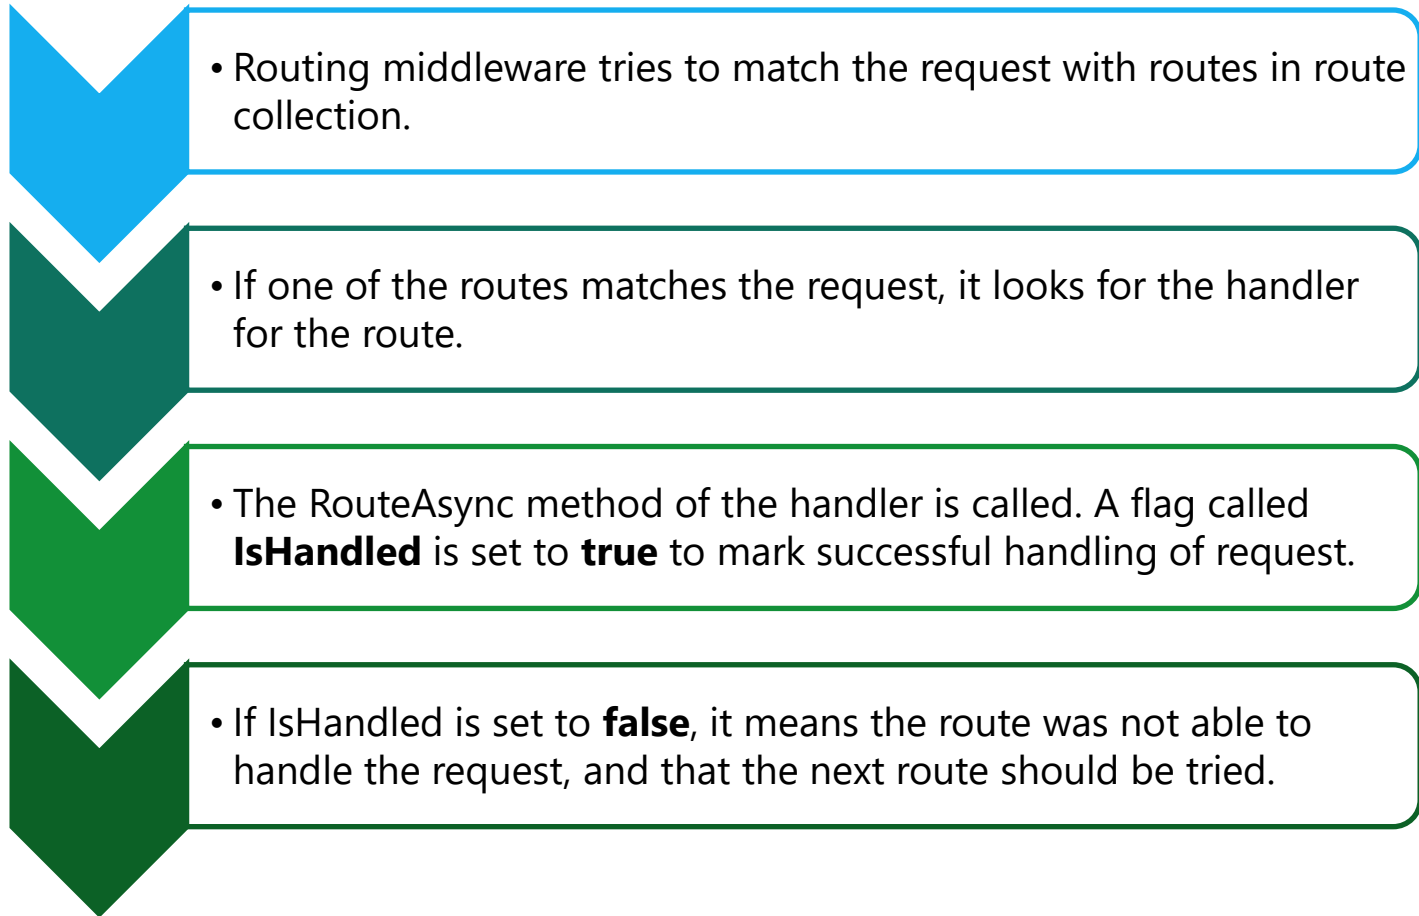 • Routing middleware tries to match the request with routes in route
collection.
• If one of the routes matches the request, it looks for the handler
for the route.
• The RouteAsync method of the handler is called. A flag called
IsHandled is set to true to mark successful handling of request.
• If IsHandled is set to false, it means the route was not able to
handle the request, and that the next route should be tried.